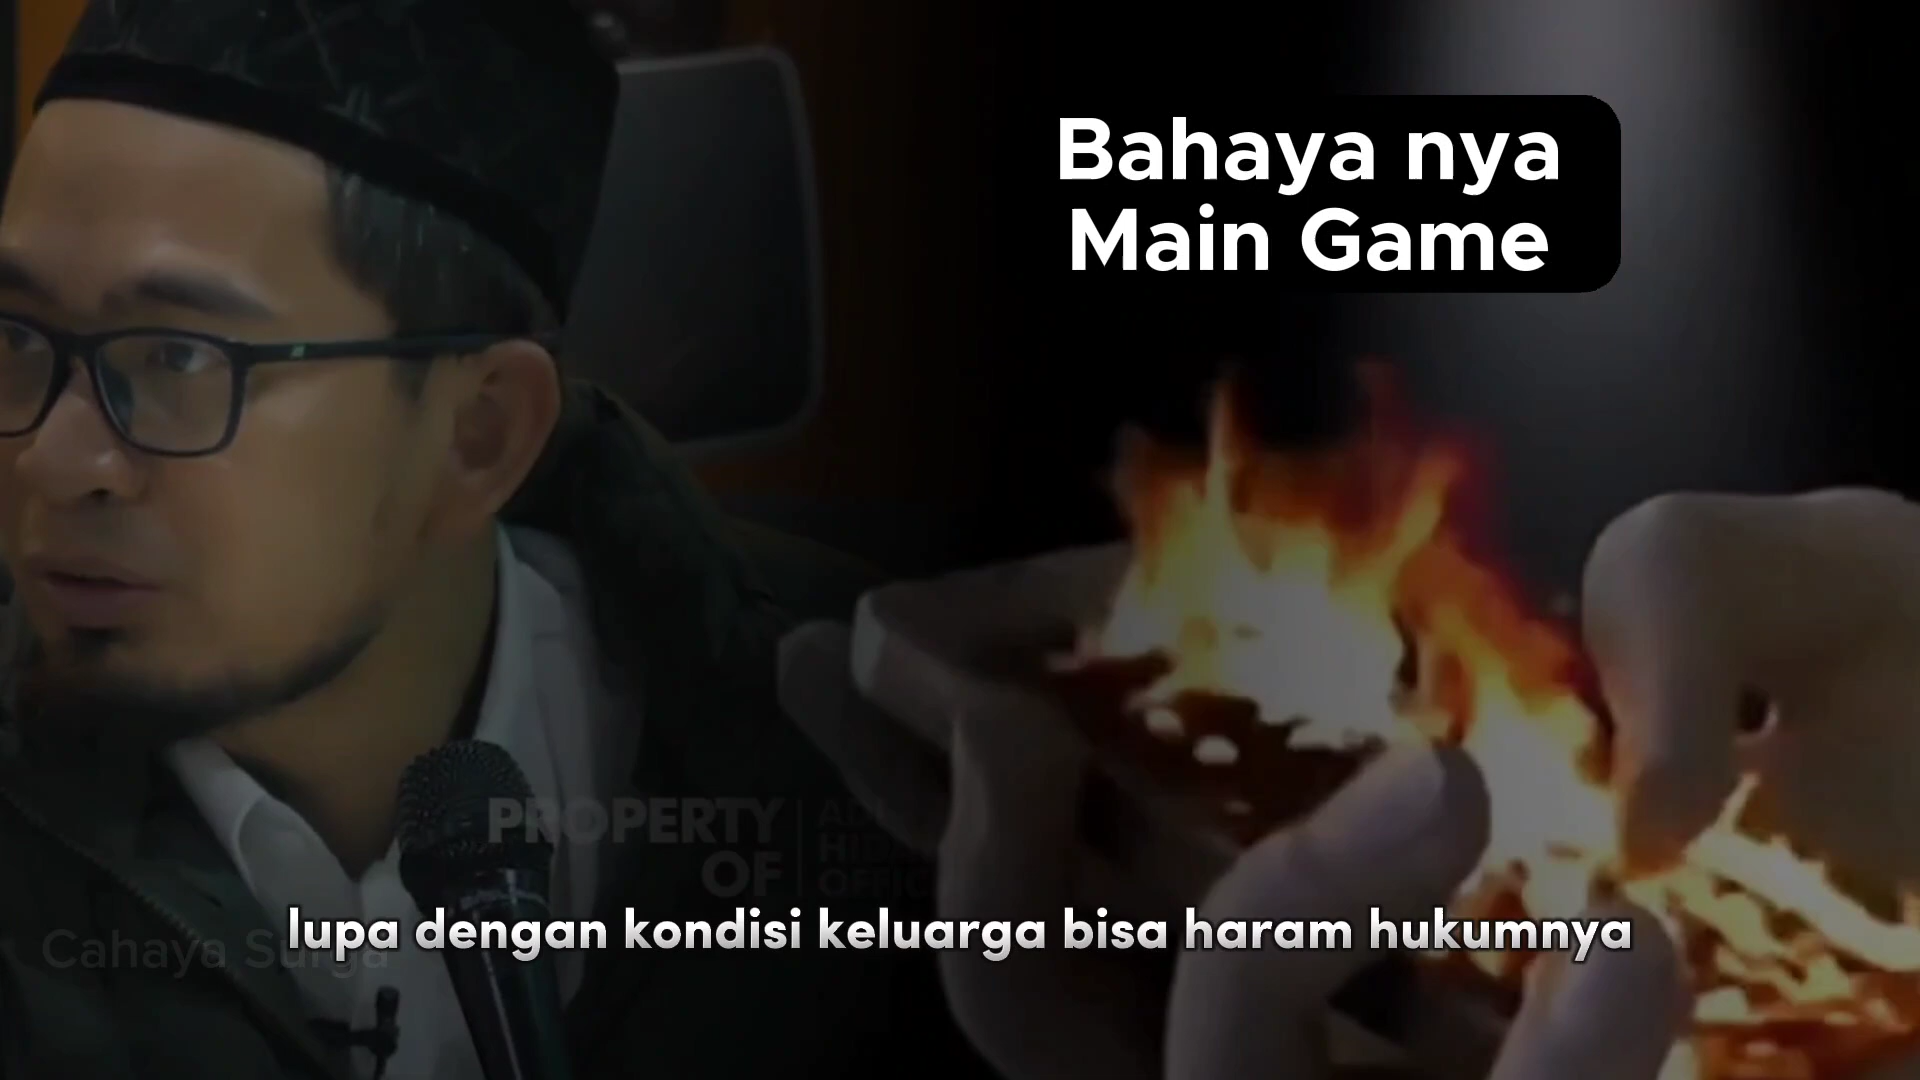 Bahaya nya
Main Game
PROPERTY
OF
lupa dengan kondisi keluarga bisa haram hukumnya
Cahaya Surga